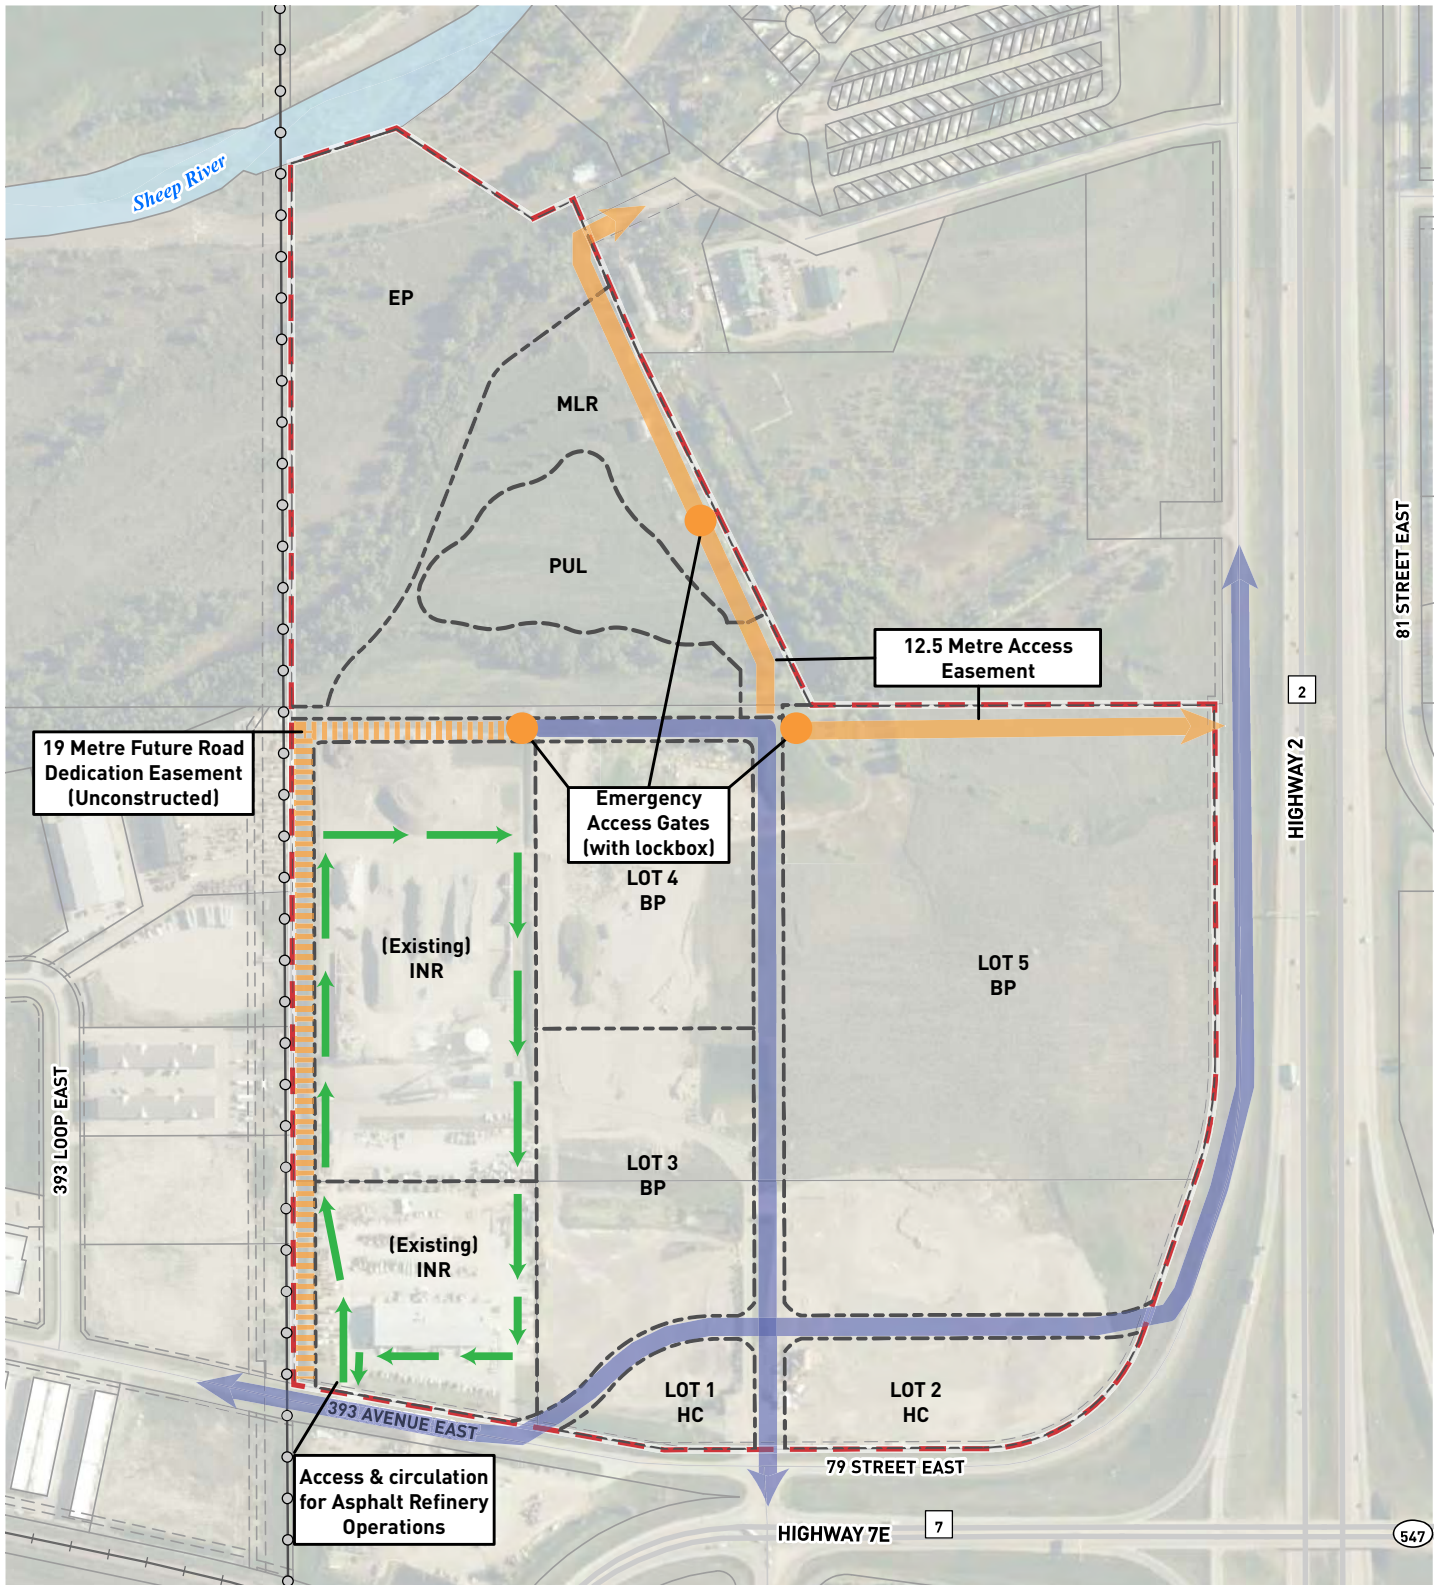 Sheep River
EP
MLR
81 STREET EAST
PUL
12.5 Metre Access
Easement
2
HIGHWAY 2
19 Metre Future Road
Dedication Easement
(Unconstructed)
Emergency
Access Gates
(with lockbox)
LOT 4
BP
(Existing)
INR
LOT 5
BP
393 LOOP EAST
LOT 3
BP
(Existing)
INR
LOT 1
HC
LOT 2
HC
393 AVENUE EAST
79 STREET EAST
Access & circulation
for Asphalt Refinery
Operations
HIGHWAY 7E
7
547